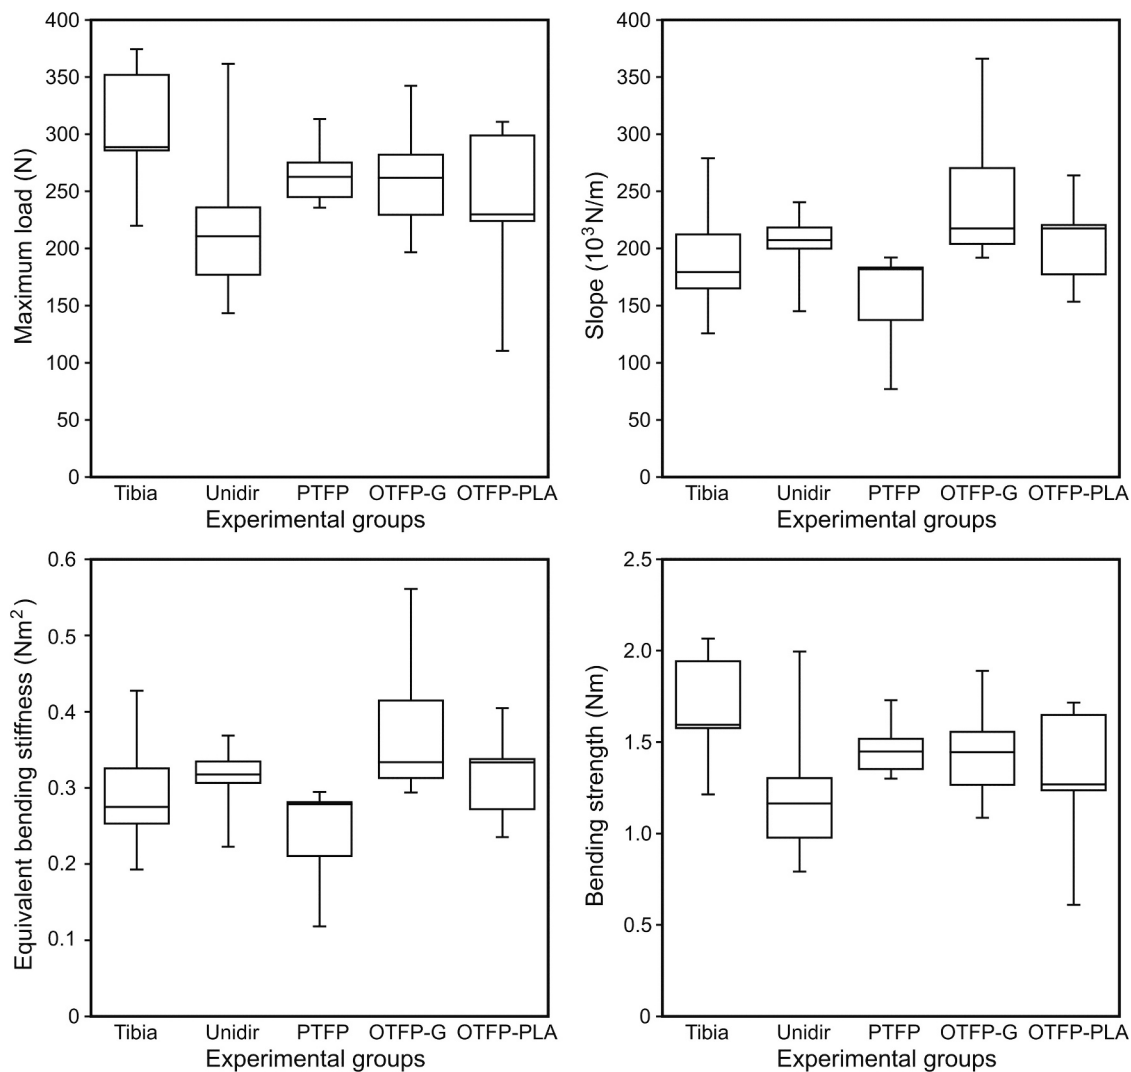 400
350
300
250
200
150
100
50
0
Maximum load (N)
Tibia Unidir PTFP OTFP-G OTFP-PLA
Experimental groups
400
350
300
250
200
150
100
50
0
Slope (10³N/m)
Tibia Unidir PTFP OTFP-G OTFP-PLA
Experimental groups
0.6
0.5
0.4
0.3
0.2
0.1
0
Equivalent bending stiffness (Nm²)
Tibia Unidir PTFP OTFP-G OTFP-PLA
Experimental groups
2.5
2.0
1.5
1.0
0.5
0
Bending strength (Nm)
Tibia Unidir PTFP OTFP-G OTFP-PLA
Experimental groups